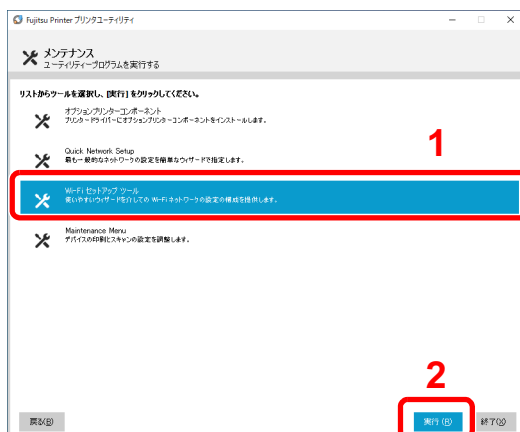 Fujitsu Printer プリンタユーティリティ
メンテナンス
ユーティリティープログラムを実行する
リストからツールを選択し、[実行] をクリックしてください。
オプションプリンターコンポーネント
プリンタードライバーにオプションプリンターコンポーネントをインストールします。
1
Quick Network Setup
最も一般的なネットワークの設定を簡単なウィザードで指定します。
Wi-Fi セットアップ ツール
使いやすいウィザードを介しての Wi-Fi ネットワークの設定の構成を提供します。
Maintenance Menu
デバイスの印刷とスキャンの設定を調整します。
2
戻る(B)
実行 (R)
終了(X)